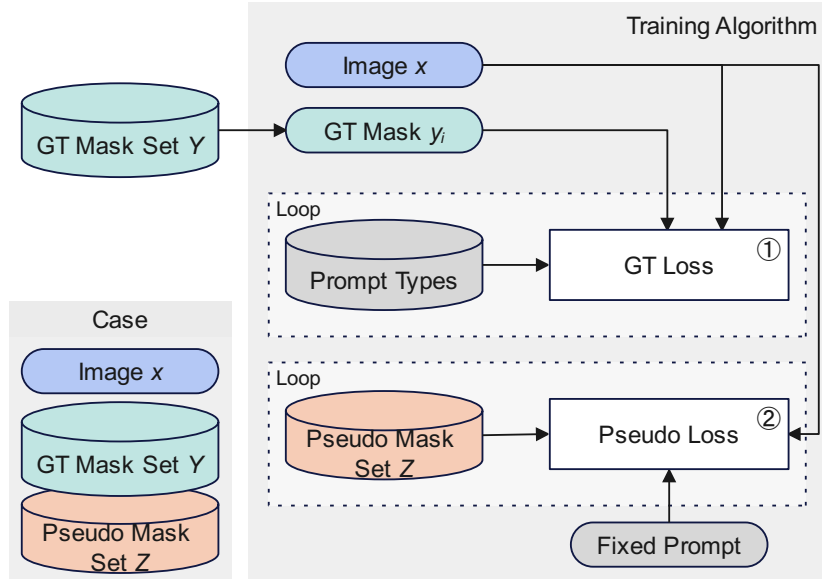 Training Algorithm
Image x
GT Mask Set Y
GT Mask yᵢ
Loop
Prompt Types
GT Loss
①
Case
Image x
GT Mask Set Y
Pseudo Mask
Set Z
Loop
Pseudo Mask
Set Z
Pseudo Loss
②
Fixed Prompt